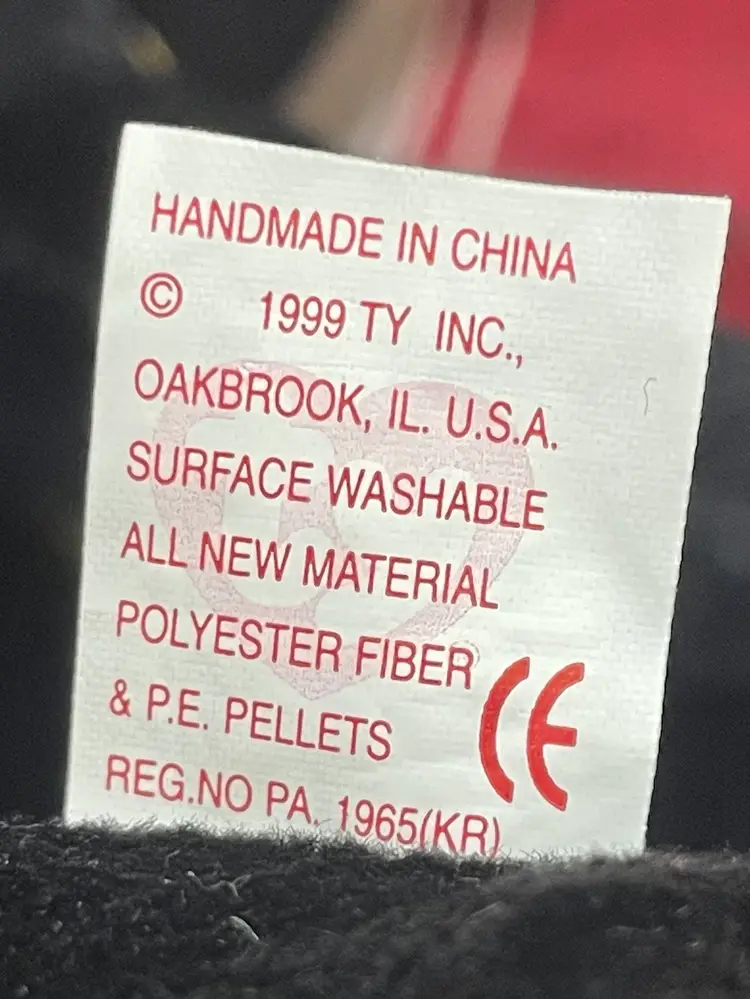 HANDMADE IN CHINA
© 1999 TY INC.,
OAKBROOK, IL. U.S.A.
SURFACE WASHABLE
ALL NEW MATERIAL
POLYESTER FIBER
& P.E. PELLETS
CE
REG.NO PA. 1965(KR)